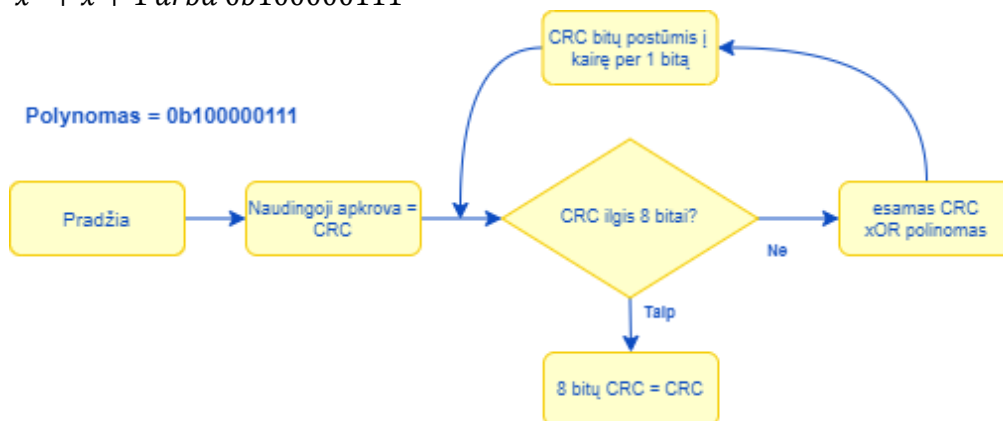 CRC bitų postūmis į
kairę per 1 bitą
Polynomas = 0b100000111
Pradžia
Naudingoji apkrova =
CRC
CRC ilgis 8 bitai?
esamas CRC
xOR polinomas
Ne
Taip
8 bitų CRC = CRC